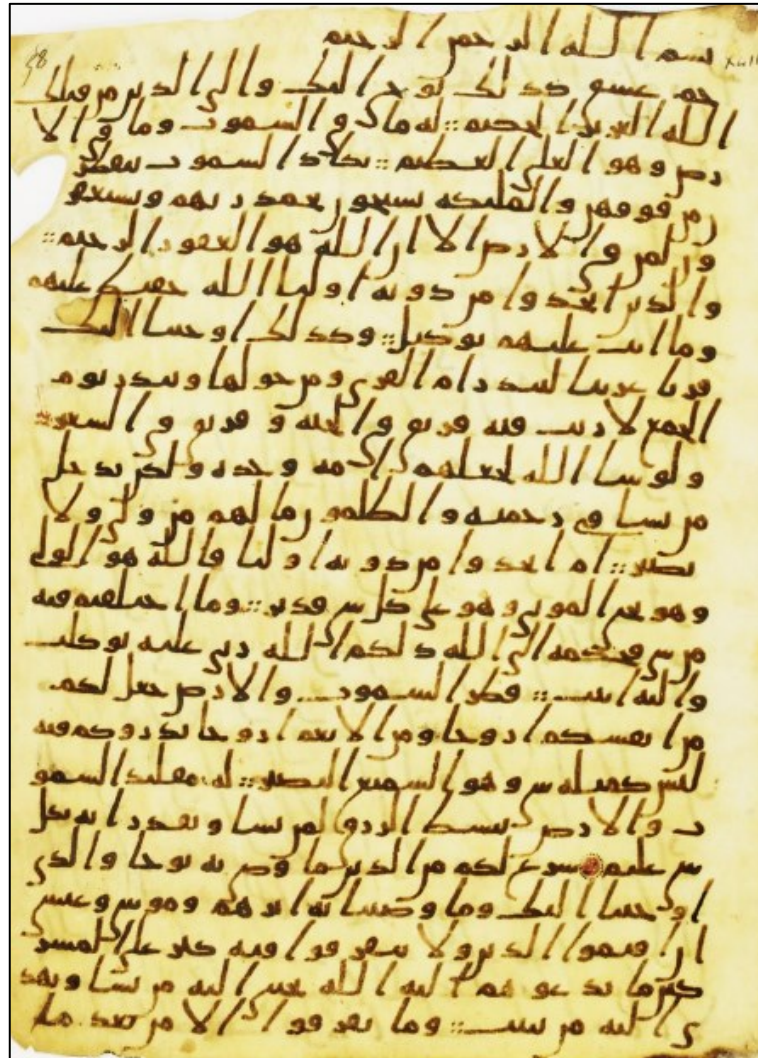 بسم الله الرحمن الرحيم
حم عسق كذلك يوحي اليك والى الذين من قبلك
الله العزيز الحكيم :: له ما في السموت وما في الا
رض وهو العلي العظيم :: تكاد السموت يتفطر
ن من فوقهن والملئكة يسبحون بحمد ربهم ويستغفر
ون لمن في الارض الا ان الله هو الغفور الرحيم ::
والذين اتخذوا من دونه اوليا الله حفيظ عليهم
وما انت عليهم بوكيل :: وكذلك اوحينا اليك
قرنا عربيا لتنذر ام القرى ومن حولها وتنذر يوم
الجمع لا ريب فيه فريق في الجنة وفريق في السعير ::
ولو شا الله لجعلهم امة وحدة ولكن يدخل
من يشا في رحمته والظلمون ما لهم من ولي ولا
نصير :: ام اتخذوا من دونه اوليا فالله هو الولي
وهو يحي الموتى وهو على كل شي قدير :: وما اختلفتم فيه
من شي فحكمه الى الله ذلكم الله ربي عليه توكلت
واليه انيب :: فطر السموت والارض جعل لكم
من انفسكم ازوجا ومن الانعم ازوجا يذروكم فيه
ليس كمثله شي وهو السميع البصير :: له مقليد السمو
ت والارض يبسط الرزق لمن يشا ويقدر انه بكل
شي عليم شرع لكم من الدين ما وصى به نوحا والذي
اوحينا اليك وما وصينا به ابرهيم وموسى وعيسى
ان اقيموا الدين ولا تتفرقوا فيه كبر على المشر
كين ما تدعوهم اليه الله يجتبي اليه من يشا ويهد
ي اليه من ينيب :: وما تفرقوا الا من بعد ما